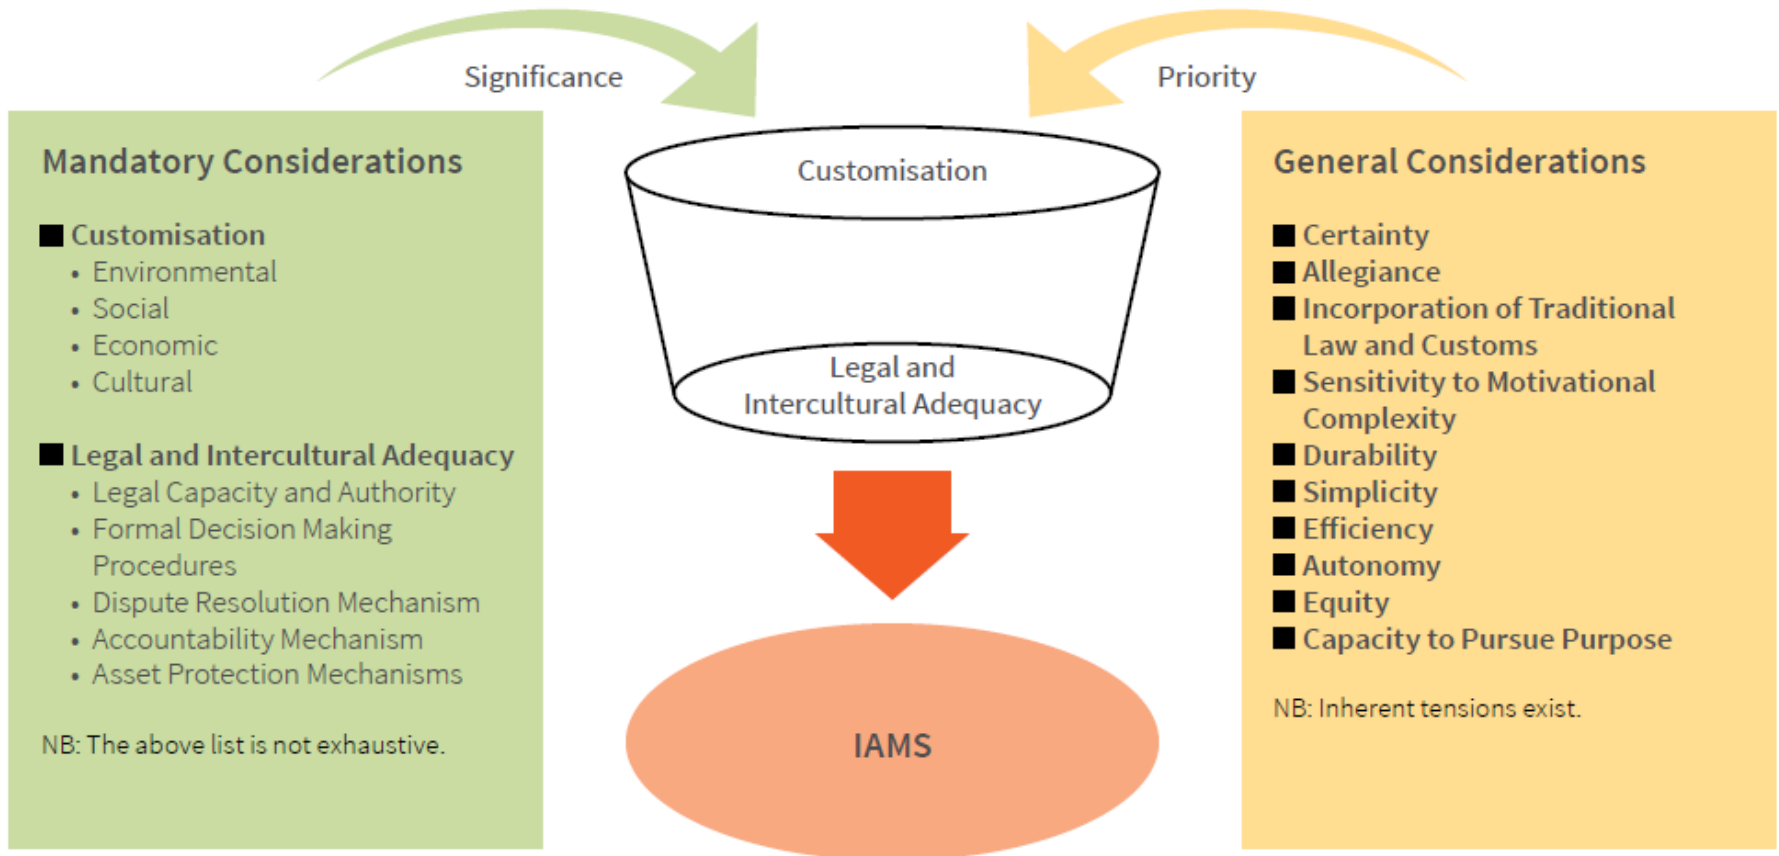 Significance
Priority
Mandatory Considerations
Customisation
• Environmental
• Social
• Economic
• Cultural
Legal and Intercultural Adequacy
• Legal Capacity and Authority
• Formal Decision Making
Procedures
• Dispute Resolution Mechanism
• Accountability Mechanism
• Asset Protection Mechanisms
NB: The above list is not exhaustive.
Customisation
Legal and
Intercultural Adequacy
IAMS
General Considerations
Certainty
Allegiance
Incorporation of Traditional
Law and Customs
Sensitivity to Motivational
Complexity
Durability
Simplicity
Efficiency
Autonomy
Equity
Capacity to Pursue Purpose
NB: Inherent tensions exist.